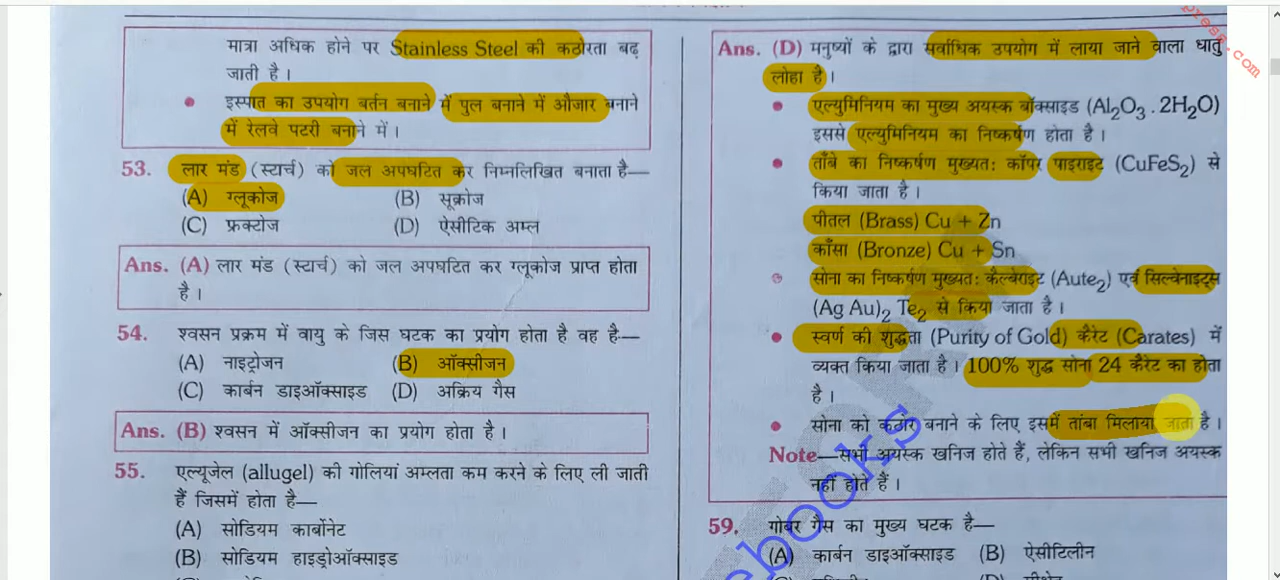 मात्रा अधिक होने पर Stainless Steel की कठोरता बढ़
जाती है।
• इस्पात का उपयोग बर्तन बनाने में पुल बनाने में औजार बनाने
में रेलवे पटरी बनाने में।
53. लार मंड (स्टार्च) को जल अपघटित कर निम्नलिखित बनाता है—
(A) ग्लूकोज (B) सूक्रोज
(C) फ्रक्टोज (D) ऐसीटिक अम्ल
Ans. (A) लार मंड (स्टार्च) को जल अपघटित कर ग्लूकोज प्राप्त होता
है।
54. श्वसन प्रक्रम में वायु के जिस घटक का प्रयोग होता है वह है—
(A) नाइट्रोजन (B) ऑक्सीजन
(C) कार्बन डाइऑक्साइड (D) अक्रिय गैस
Ans. (B) श्वसन में ऑक्सीजन का प्रयोग होता है।
55. एल्यूजेल (allugel) की गोलियां अम्लता कम करने के लिए ली जाती
हैं जिसमें होता है—
(A) सोडियम कार्बोनेट
(B) सोडियम हाइड्रोऑक्साइड
Ans. (D) मनुष्यों के द्वारा सर्वाधिक उपयोग में लाया जाने वाला धातु
लोहा है।
• एल्युमिनियम का मुख्य अयस्क बॉक्साइड (Al₂O₃ . 2H₂O)
इससे एल्युमिनियम का निष्कर्षण होता है।
• ताँबे का निष्कर्षण मुख्यतः कॉपर पाइराइट (CuFeS₂) से
किया जाता है।
पीतल (Brass) Cu + Zn
काँसा (Bronze) Cu + Sn
• सोना का निष्कर्षण मुख्यतः कैल्वेराइट (Aute₂) एवं सिल्वेनाइट्स
(Ag Au)₂ Te₂ से किया जाता है।
• स्वर्ण की शुद्धता (Purity of Gold) कैरेट (Carates) में
व्यक्त किया जाता है। 100% शुद्ध सोना 24 कैरेट का होता
है।
• सोना को कठोर बनाने के लिए इसमें तांबा मिलाया जाता है।
Note—सभी अयस्क खनिज होते हैं, लेकिन सभी खनिज अयस्क
नहीं होते हैं।
59. गोबर गैस का मुख्य घटक है—
(A) कार्बन डाइऑक्साइड (B) ऐसीटिलीन